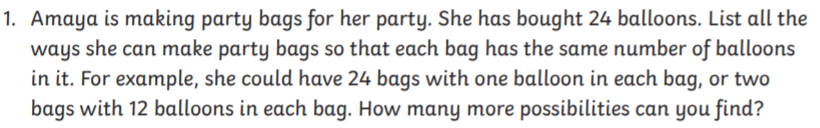 1. Amaya is making party bags for her party. She has bought 24 balloons. List all the
ways she can make party bags so that each bag has the same number of balloons
in it. For example, she could have 24 bags with one balloon in each bag, or two
bags with 12 balloons in each bag. How many more possibilities can you find?